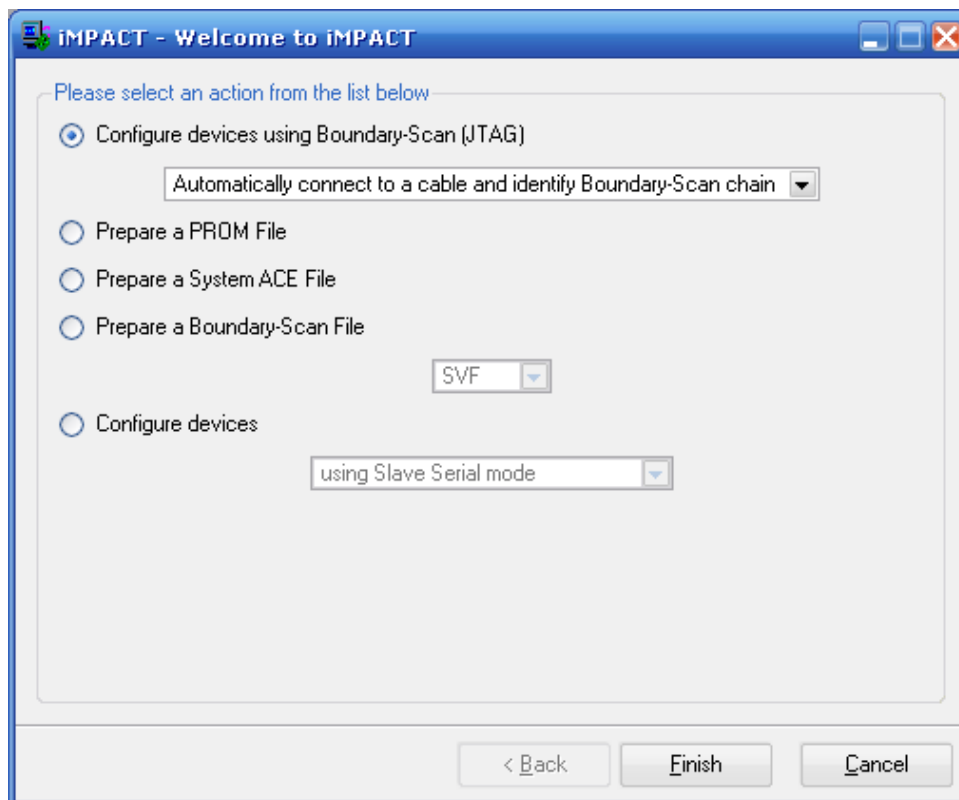 iMPACT - Welcome to iMPACT
Please select an action from the list below
Configure devices using Boundary-Scan (JTAG)
Automatically connect to a cable and identify Boundary-Scan chain
Prepare a PROM File
Prepare a System ACE File
Prepare a Boundary-Scan File
SVF
Configure devices
using Slave Serial mode
< Back
Finish
Cancel